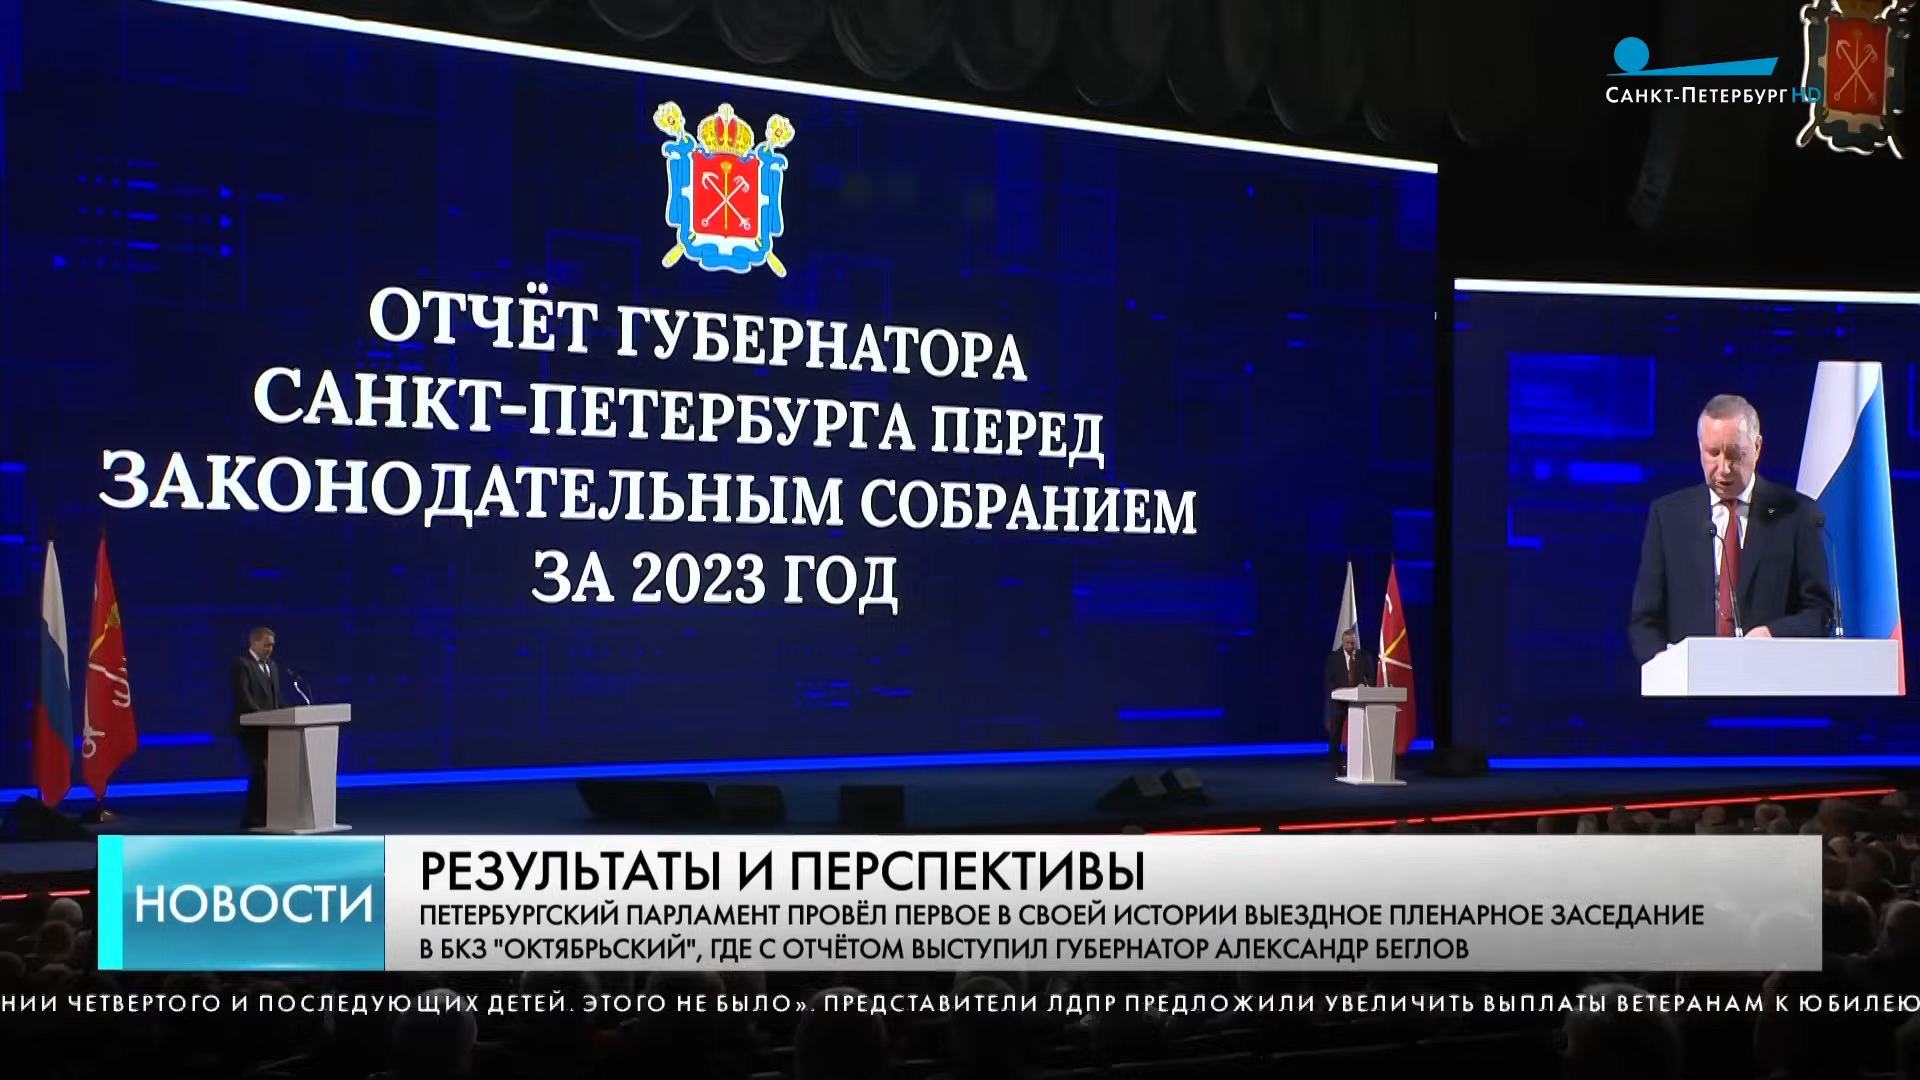 САНКТ-ПЕТЕРБУРГ HD
ОТЧЁТ ГУБЕРНАТОРА
САНКТ-ПЕТЕРБУРГА ПЕРЕД
ЗАКОНОДАТЕЛЬНЫМ СОБРАНИЕМ
ЗА 2023 ГОД
НОВОСТИ
РЕЗУЛЬТАТЫ И ПЕРСПЕКТИВЫ
ПЕТЕРБУРГСКИЙ ПАРЛАМЕНТ ПРОВЁЛ ПЕРВОЕ В СВОЕЙ ИСТОРИИ ВЫЕЗДНОЕ ПЛЕНАРНОЕ ЗАСЕДАНИЕ
В БКЗ "ОКТЯБРЬСКИЙ", ГДЕ С ОТЧЁТОМ ВЫСТУПИЛ ГУБЕРНАТОР АЛЕКСАНДР БЕГЛОВ
НИИ ЧЕТВЕРТОГО И ПОСЛЕДУЮЩИХ ДЕТЕЙ. ЭТОГО НЕ БЫЛО». ПРЕДСТАВИТЕЛИ ЛДПР ПРЕДЛОЖИЛИ УВЕЛИЧИТЬ ВЫПЛАТЫ ВЕТЕРАНАМ К ЮБИЛЕЮ